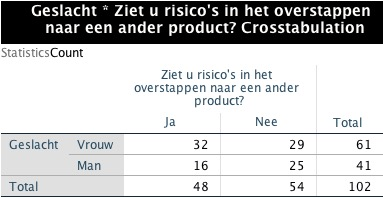 Geslacht * Ziet u risico's in het overstappen
naar een ander product? Crosstabulation
StatisticsCount
Ziet u risico's in het
overstappen naar een ander
product?
Ja Nee Total
Geslacht Vrouw 32 29 61
Man 16 25 41
Total 48 54 102